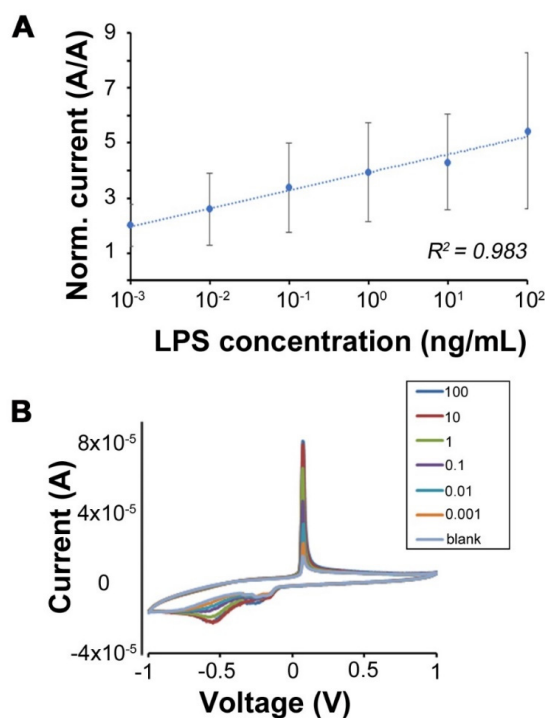 A
Norm. current (A/A)
9
7
5
3
1
R² = 0.983
10⁻³ 10⁻² 10⁻¹ 10⁰ 10¹ 10²
LPS concentration (ng/mL)
B
100
10
1
0.1
0.01
0.001
blank
Current (A)
8x10⁻⁵
4x10⁻⁵
0
-4x10⁻⁵
-1 -0.5 0 0.5 1
Voltage (V)